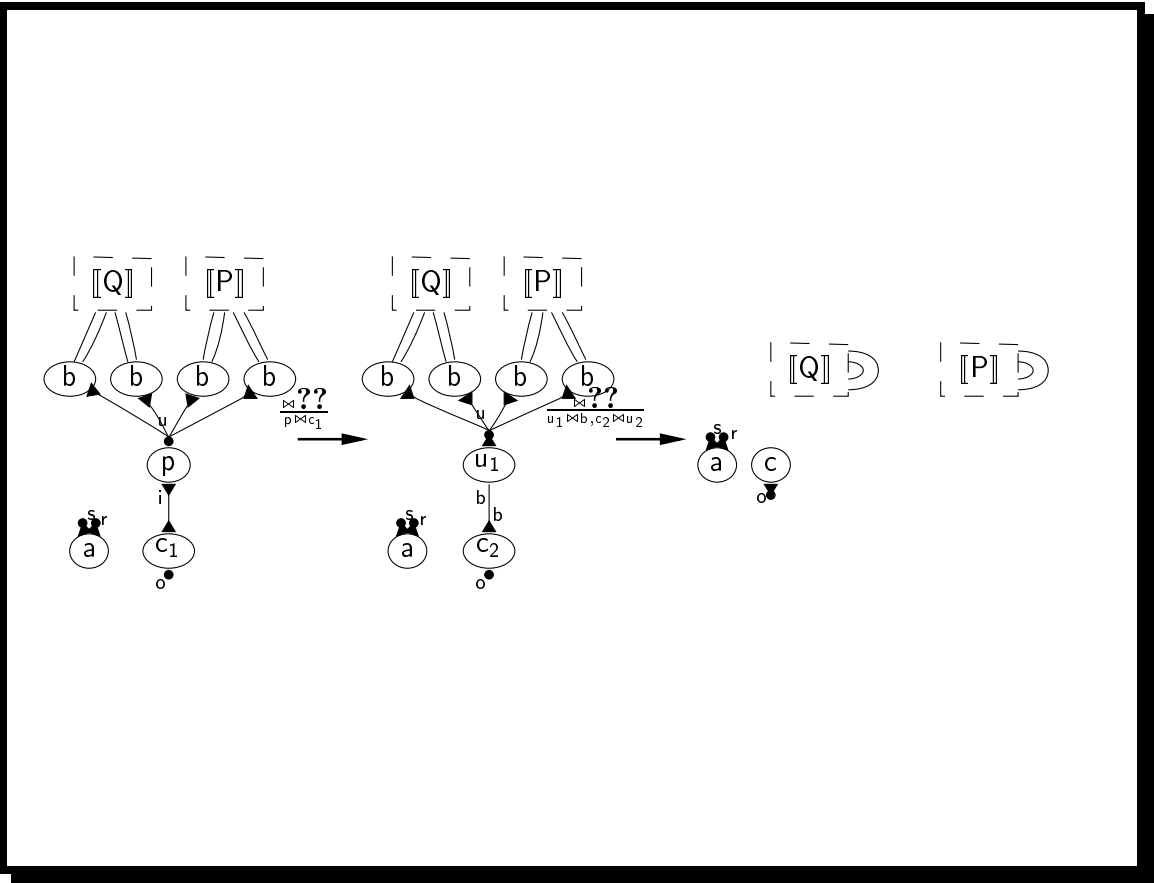 ⟦Q⟧ ⟦P⟧ ⟦Q⟧ ⟦P⟧
⟦Q⟧ ⟦P⟧
b b b b b b b b
⋈?? ⋈??
p⋈c₁ u₁⋈b,c₂⋈u₂
u u
s r
p u₁ a c
i b o
b
s r s r
a c₁ a c₂
o o